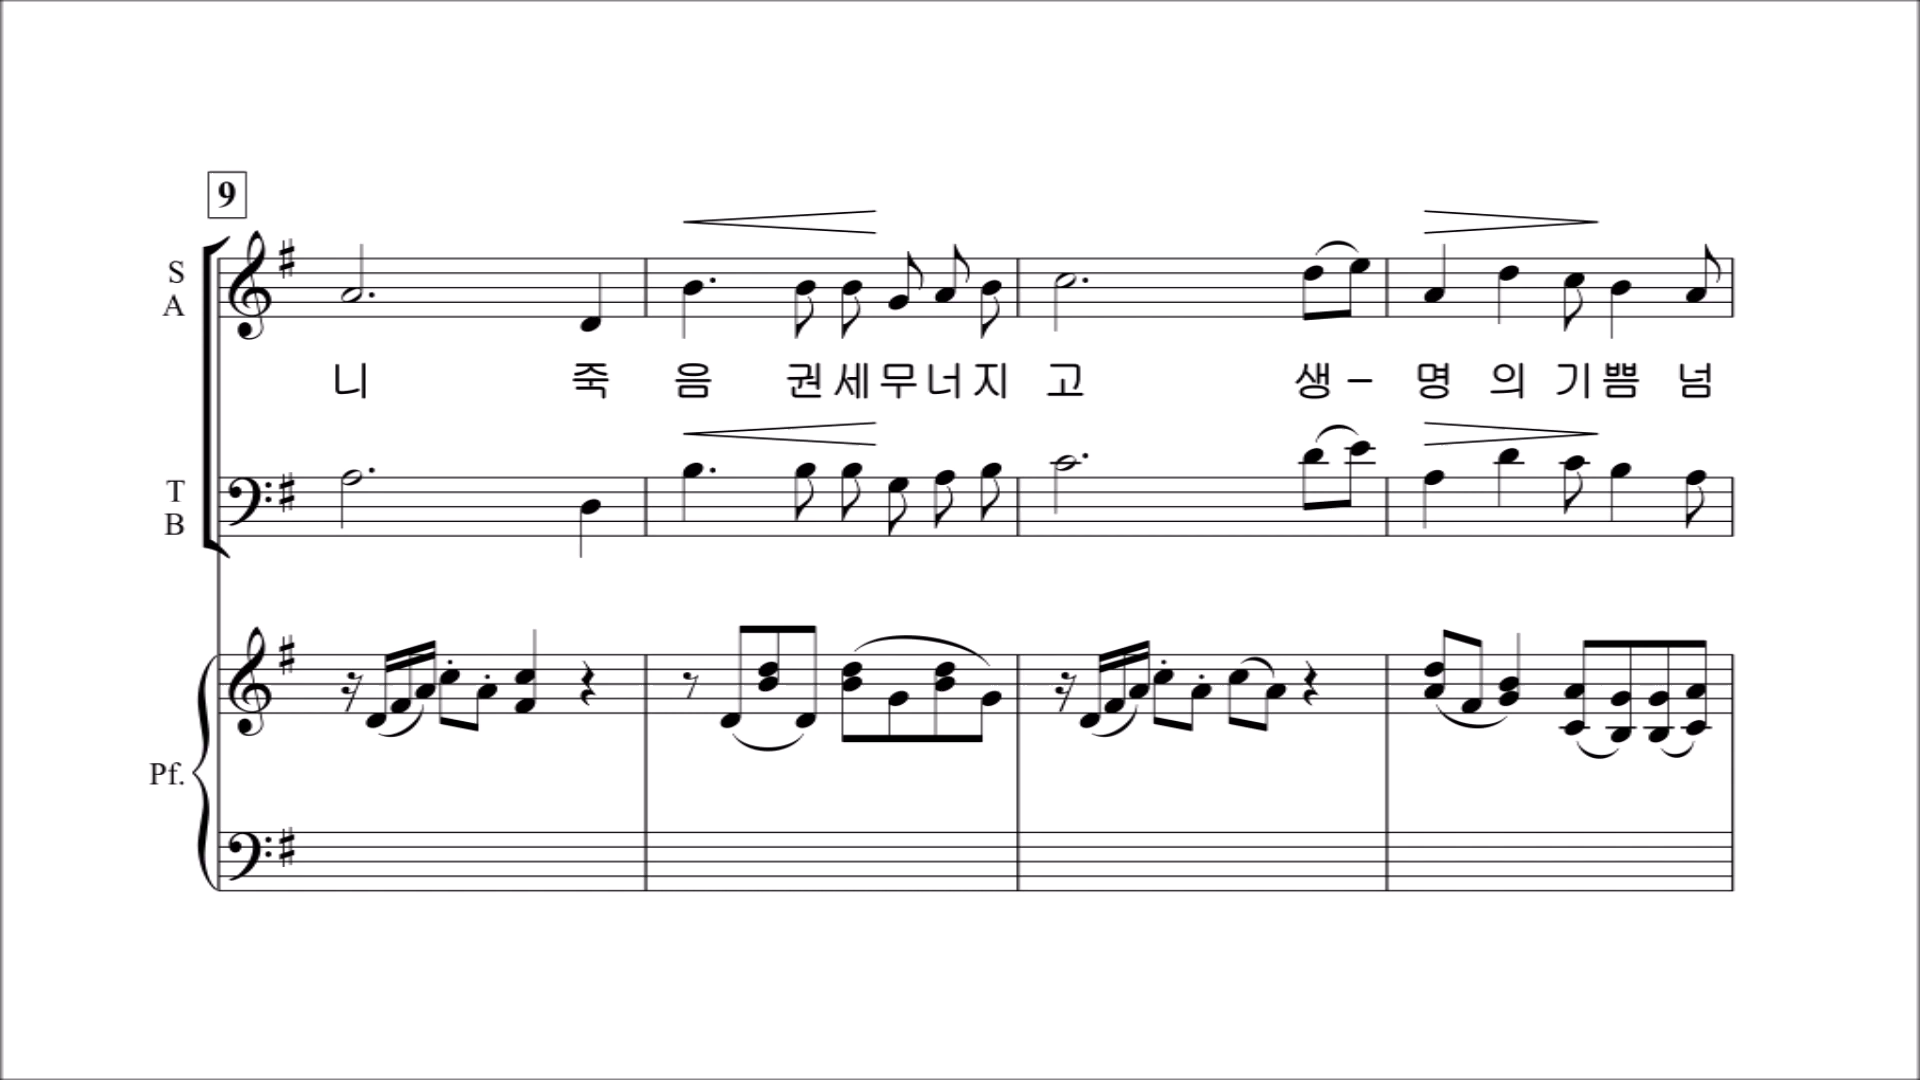 9
S
A
니 죽 음 권 세 무 너 지 고 생 – 명 의 기 쁨 넘
T
B
Pf.